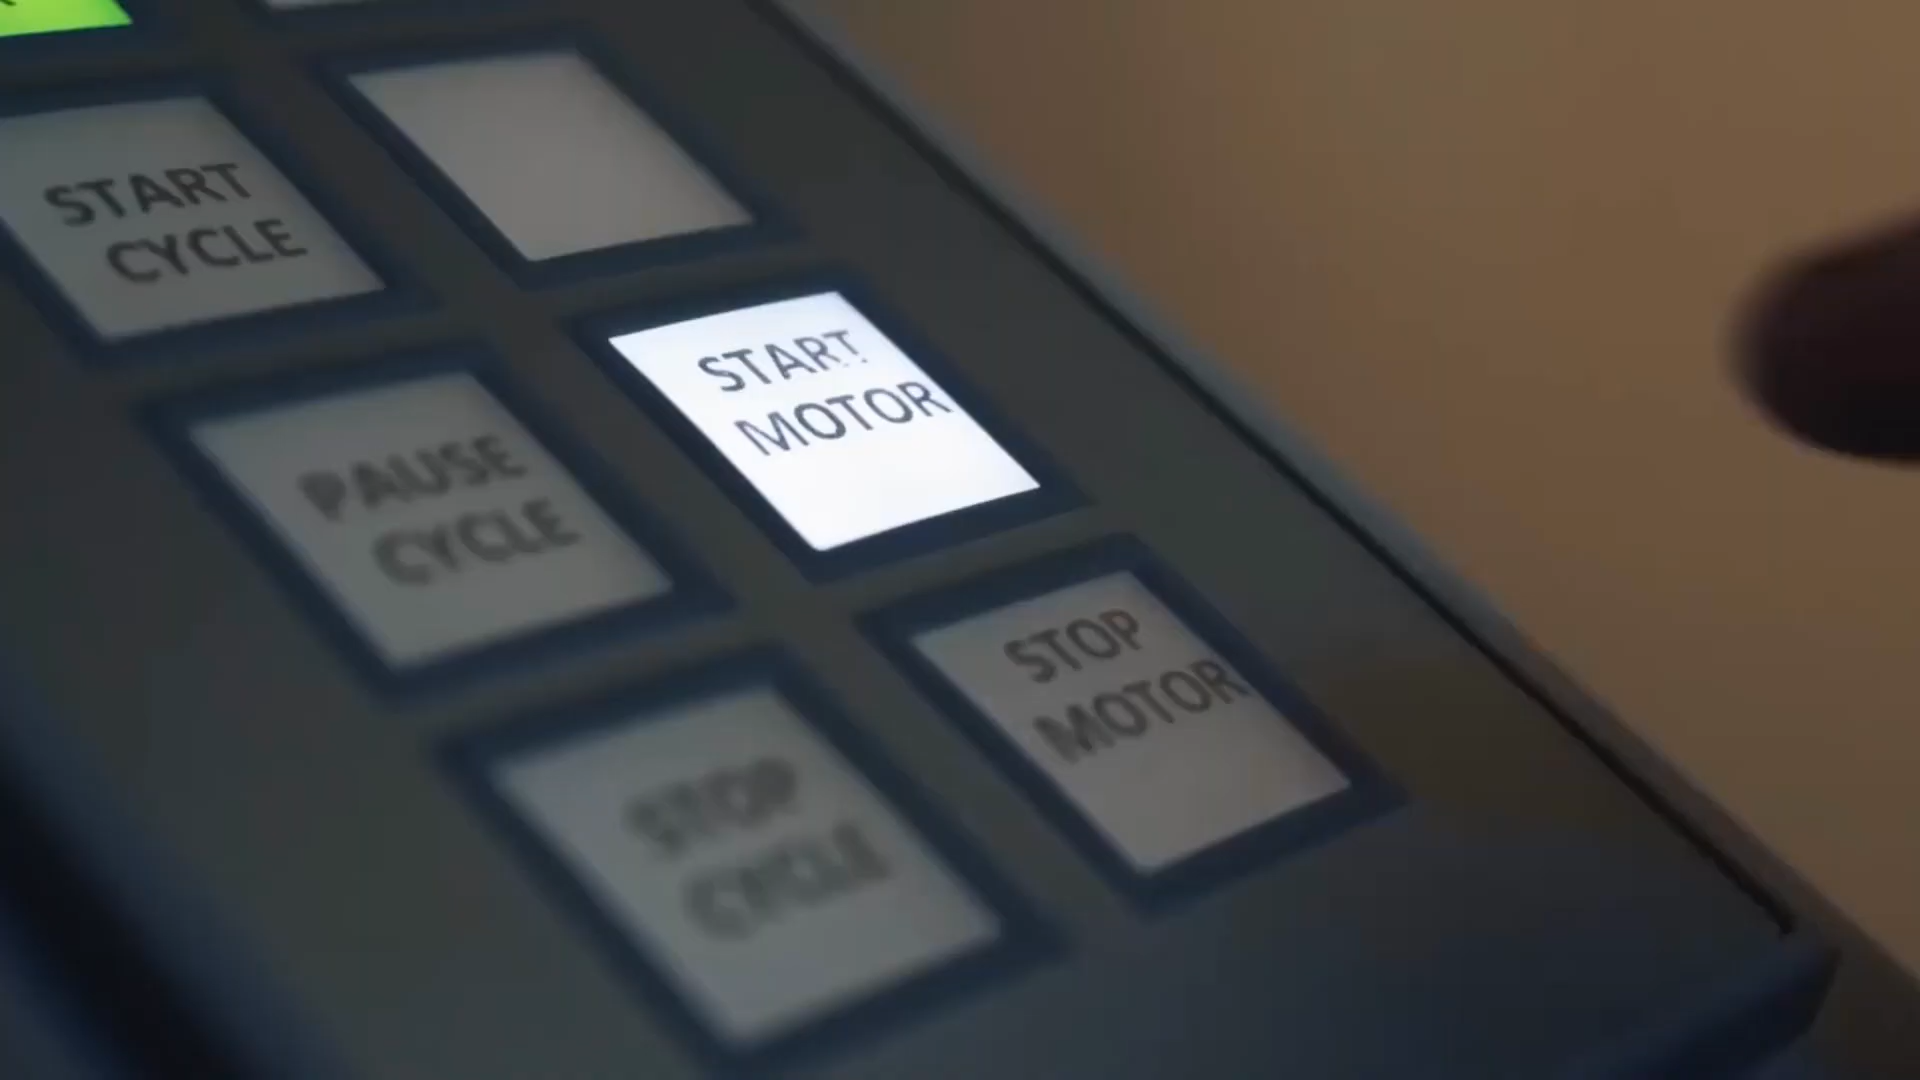 START
CYCLE
START
MOTOR
PAUSE
CYCLE
STOP
MOTOR
STOP
CYCLE